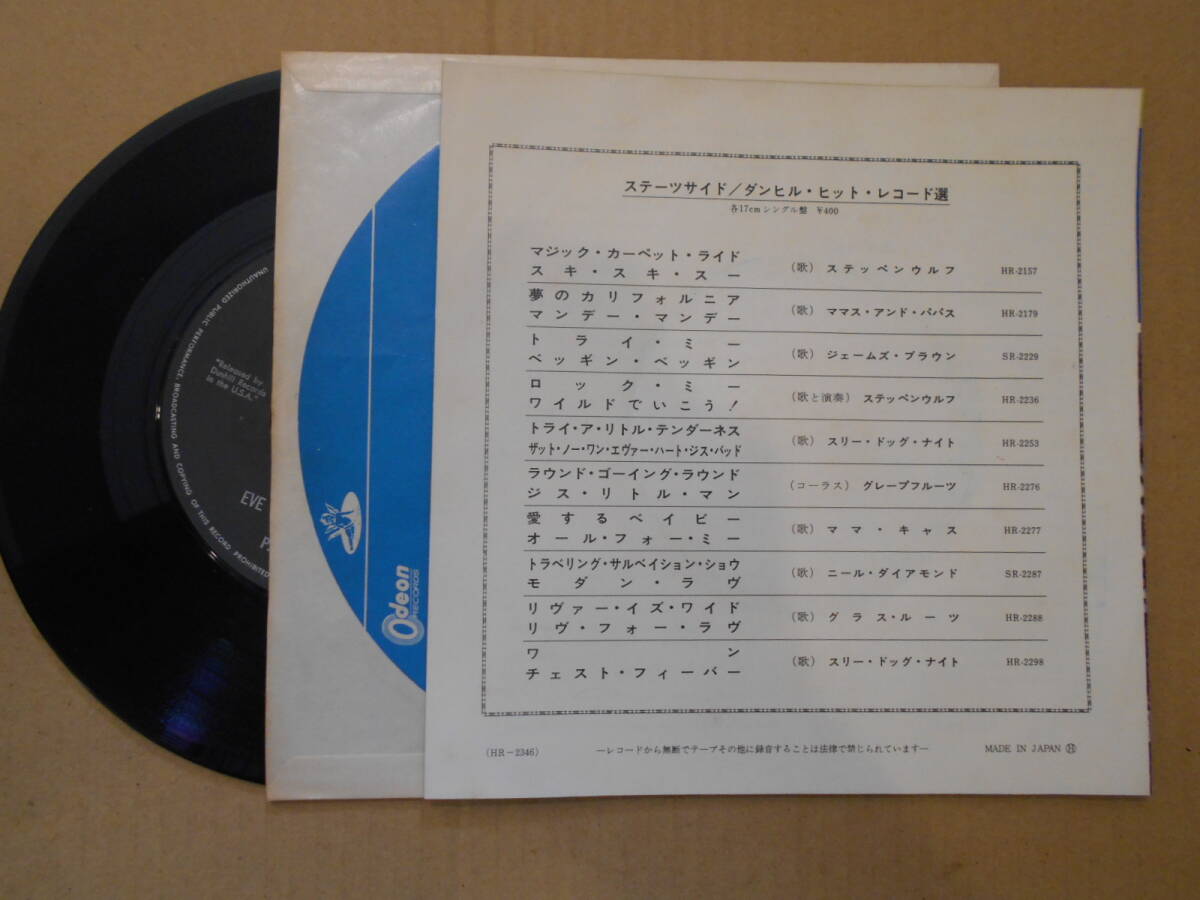 ステーツサイド/ダンヒル・ヒット・レコード選
各17cmシングル盤 ¥400
マジック・カーペット・ライド
スキ・スキ・スー
(歌) ステッペンウルフ HR-2157
夢のカリフォルニア
マンデー・マンデー
(歌) ママス・アンド・パパス HR-2179
トライ・ミー
ベッギン・ベッギン
(歌) ジェームズ・ブラウン SR-2229
ロック・ミー
ワイルドでいこう!
(歌と演奏) ステッペンウルフ HR-2236
トライ・ア・リトル・テンダーネス
ザット・ノー・ワン・エヴァー・ハート・ジス・バッド
(歌) スリー・ドッグ・ナイト HR-2253
ラウンド・ゴーイング・ラウンド
ジス・リトル・マン
(コーラス) グレープフルーツ HR-2276
愛するベイビー
オール・フォー・ミー
(歌) ママ・キャス HR-2277
トラベリング・サルベイション・ショウ
モダン・ラヴ
(歌) ニール・ダイアモンド SR-2287
リヴァー・イズ・ワイド
リヴ・フォー・ラヴ
(歌) グラス・ルーツ HR-2288
ワン
チェスト・フィーバー
(歌) スリー・ドッグ・ナイト HR-2298
(HR-2346) —レコードから無断でテープその他に録音することは法律で禁じられています— MADE IN JAPAN Ⓗ
Odeon
RECORDS
"Released by
Dunhill Records
in the U.S.A."
EVE
UNAUTHORIZED PUBLIC PERFORMANCE, BROADCASTING AND COPYING OF THIS RECORD PROHIBITED